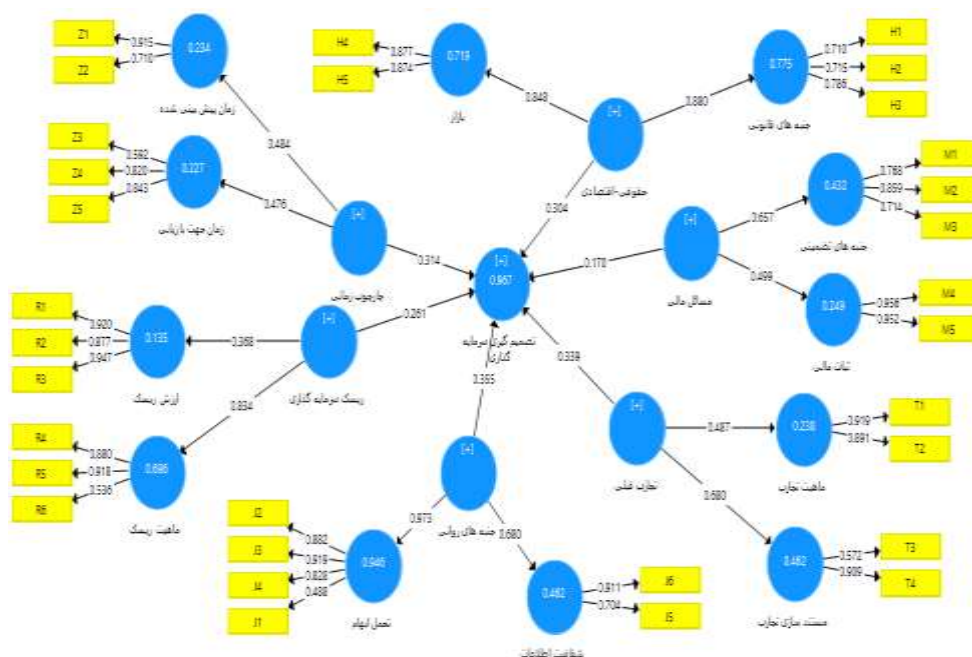 Z1
0.915
0.710
Z2
0.234
زمان پیش بینی شده
H4
0.877
0.874
H5
0.719
بازار
0.775
0.710
0.715
0.786
H1
H2
H3
جنبه های قانونی
0.848
0.880
[+]
حقوقی-اقتصادی
0.304
Z3
Z4
Z5
0.592
0.820
0.843
0.227
زمان جهت بازیابی
0.484
0.476
[+]
چارچوب زمانی
0.314
[+]
0.967
تصمیم گیری سرمایه
گذاری
0.178
[+]
مسائل مالی
0.657
0.499
0.432
0.768
0.859
0.714
M1
M2
M3
جنبه های تضمینی
0.249
0.956
0.952
M4
M5
ثبات مالی
R1
R2
R3
0.920
0.877
0.947
0.135
ارزش ریسک
0.368
[+]
ریسک سرمایه گذاری
0.261
0.834
R4
R5
R6
0.880
0.918
0.536
0.696
ماهیت ریسک
0.355
[+]
جنبه های روانی
0.973
0.680
J2
J3
J4
J1
0.882
0.919
0.828
0.488
0.946
تحمل ابهام
0.462
0.911
0.704
J6
J5
شفافیت اطلاعات
0.339
[+]
تجارب قبلی
0.487
0.680
0.238
0.919
0.891
T1
T2
ماهیت تجارب
0.462
0.572
0.909
T3
T4
مستند سازی تجارب